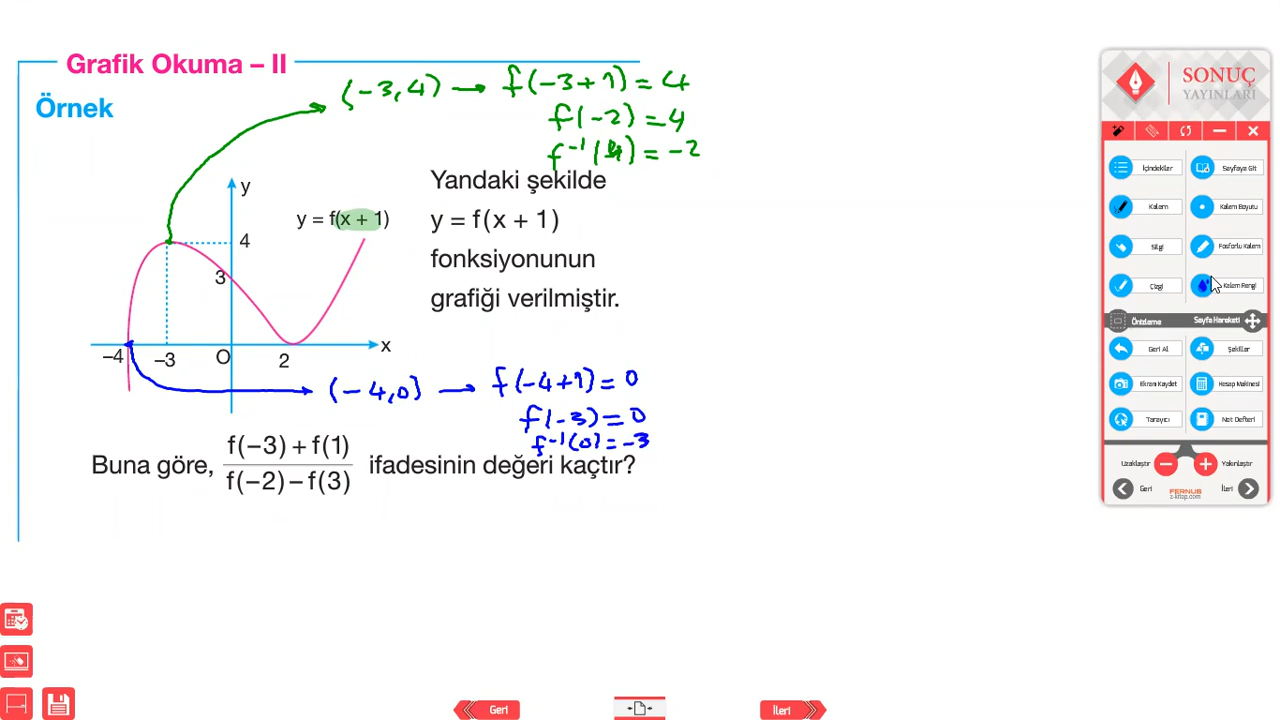 Grafik Okuma – II
Örnek
(-3,4) → f(-3+1) = 4
f(-2) = 4
f⁻¹(4) = -2
y
y = f(x + 1)
4
3
–4
–3
O
2
x
Yandaki şekilde
y = f(x + 1)
fonksiyonunun
grafiği verilmiştir.
(-4,0) → f(-4+1) = 0
f(-3) = 0
f⁻¹(0) = -3
Buna göre, f(–3) + f(1) / f(–2) – f(3) ifadesinin değeri kaçtır?
SONUÇ
YAYINLARI
İçindekiler
Sayfaya Git
Kalem
Kalem Boyutu
Silgi
Fosforlu Kalem
Çizgi
Kalem Rengi
Önizleme
Sayfa Hareketi
Geri Al
Şekiller
Ekran Kaydet
Hesap Makinesi
Tarayıcı
Not Defteri
Uzaklaştır
Yakınlaştır
Geri
FERNUS
z-kitap.com
İleri
Geri
İleri